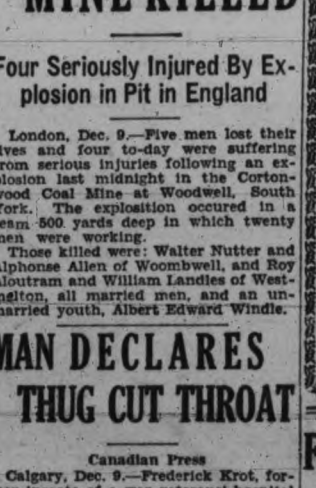 MINE KILLED
Four Seriously Injured By Ex-
plosion in Pit in England
London, Dec. 9.—Five men lost their
lives and four to-day were suffering
from serious injuries following an ex-
plosion last midnight in the Corton-
wood Coal Mine at Woodwell, South
York. The explosition occured in a
seam 500 yards deep in which twenty
men were working.
Those killed were: Walter Nutter and
Alphonse Allen of Woombwell, and Roy
Moutram and William Landles of West-
melton, all married men, and an un-
married youth, Albert Edward Windle.
MAN DECLARES
THUG CUT THROAT
Canadian Press
Calgary, Dec. 9.—Frederick Krot, for-